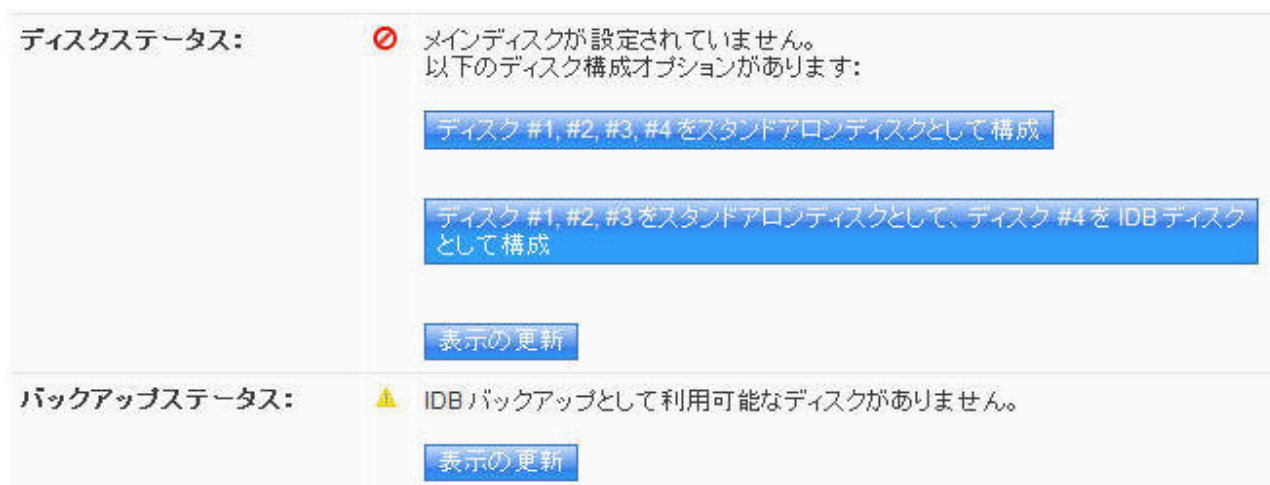 ディスクステータス:
メインディスクが設定されていません。
以下のディスク構成オプションがあります:
ディスク #1, #2, #3, #4 をスタンドアロンディスクとして構成
ディスク #1, #2, #3 をスタンドアロンディスクとして、ディスク #4 を IDB ディスク
として構成
表示の更新
バックアップステータス:
IDB バックアップとして利用可能なディスクがありません。
表示の更新